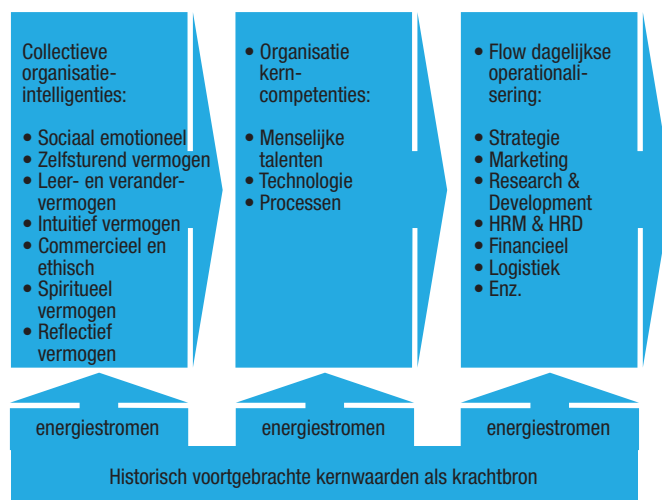 Collectieve
organisatie-
intelligenties:
• Sociaal emotioneel
• Zelfsturend vermogen
• Leer- en verander-
vermogen
• Intuitief vermogen
• Commercieel en
ethisch
• Spiritueel
vermogen
• Reflectief
vermogen
• Organisatie
kern-
competenties:
• Menselijke
talenten
• Technologie
• Processen
• Flow dagelijkse
operationali-
sering:
• Strategie
• Marketing
• Research &
Development
• HRM & HRD
• Financieel
• Logistiek
• Enz.
energiestromen
energiestromen
energiestromen
Historisch voortgebrachte kernwaarden als krachtbron